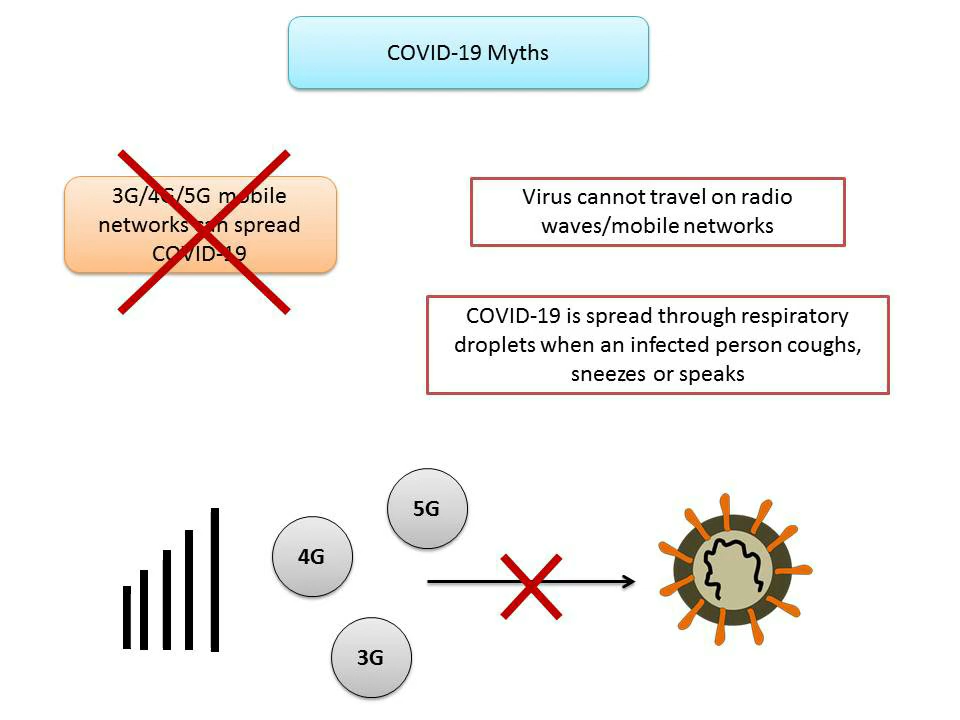 COVID-19 Myths
3G/4G/5G mobile
networks can spread
COVID-19
Virus cannot travel on radio
waves/mobile networks
COVID-19 is spread through respiratory
droplets when an infected person coughs,
sneezes or speaks
5G
4G
3G